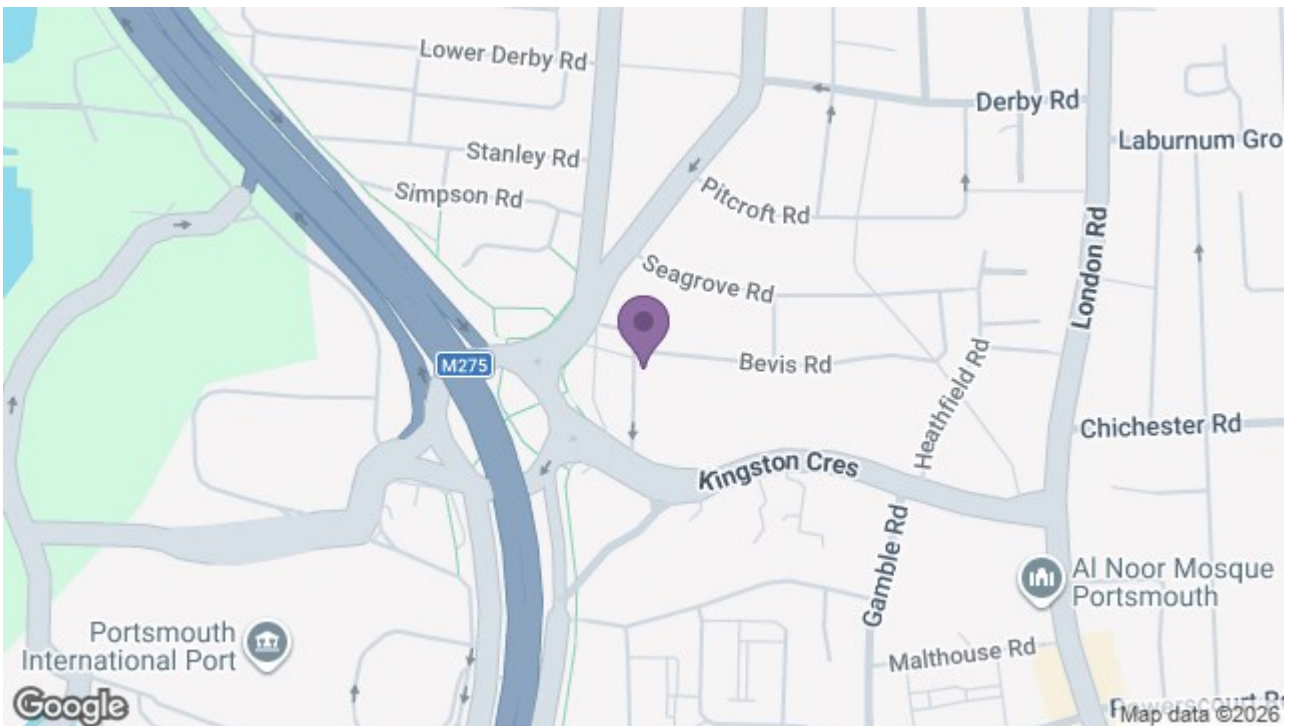 Lower Derby Rd
Derby Rd
Laburnum Gro
Stanley Rd
Simpson Rd
Pitcroft Rd
Seagrove Rd
London Rd
M275
Bevis Rd
Heathfield Rd
Chichester Rd
Kingston Cres
Gamble Rd
Al Noor Mosque
Portsmouth
Portsmouth
International Port
Malthouse Rd
Google
Map data ©2026